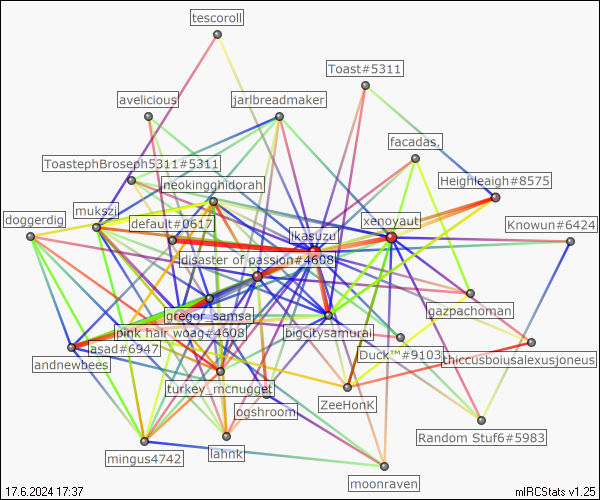 tescoroll
Toast#5311
avelicious
jarlbreadmaker
facadas,
ToastephBroseph5311#5311
neokingghidorah
Heighleaigh#8575
doggerdig
mukszi
default#0617
ikasuzu
xenoyaut
Knowun#6424
disaster of passion#4608
gregor_samsa
gazpachoman
pink hair woag#4608
bigcitysamurai
asad#6947
andnewbees
Duck™#9103
thiccusboiusalexusjoneus
turkey_mcnugget
ZeeHonK
ogshroom
Random Stuf6#5983
mingus4742
lahnk
moonraven
17.6.2024 17:37
mIRCStats v1.25